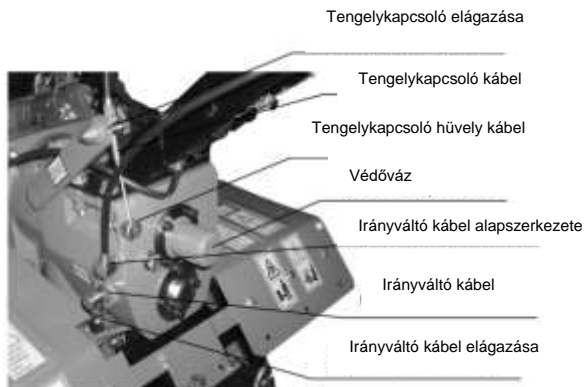 Tengelykapcsoló elágazása
Tengelykapcsoló kábel
Tengelykapcsoló hüvely kábel
Védőváz
Irányváltó kábel alapszerkezete
Irányváltó kábel
Irányváltó kábel elágazása